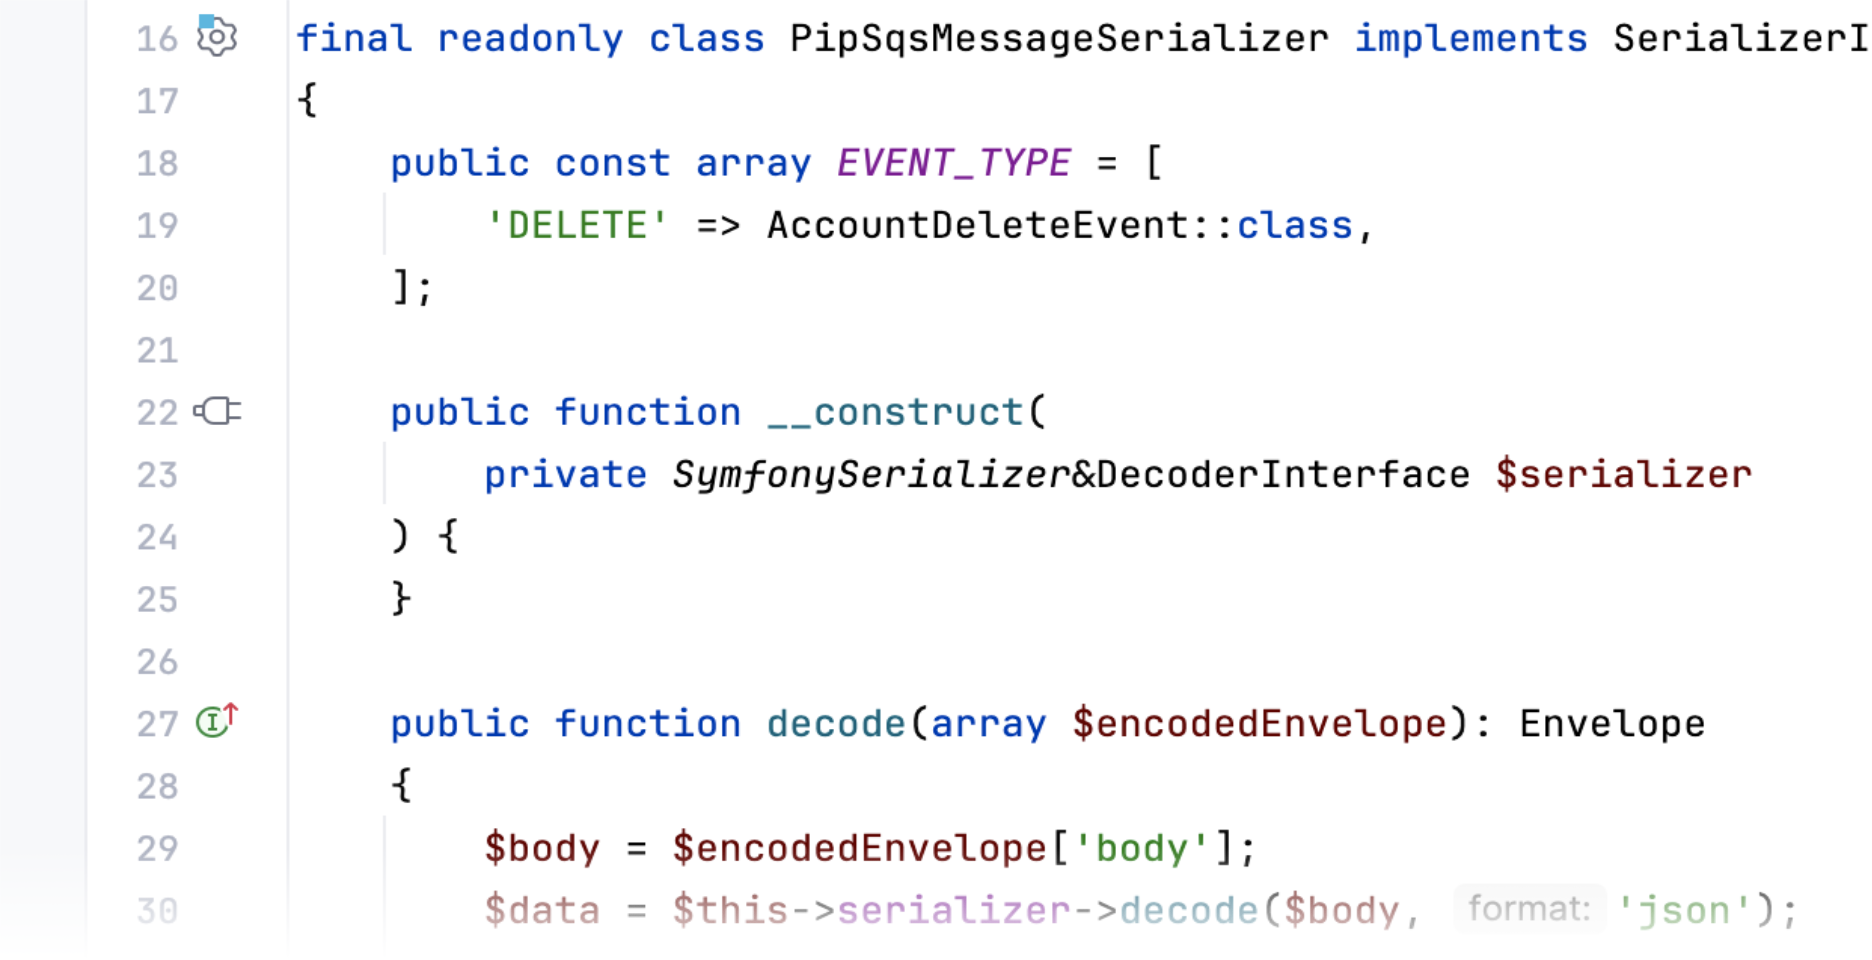 16 final readonly class PipSqsMessageSerializer implements SerializerI
17 {
18 public const array EVENT_TYPE = [
19 'DELETE' => AccountDeleteEvent::class,
20 ];
21
22 public function __construct(
23 private SymfonySerializer&DecoderInterface $serializer
24 ) {
25 }
26
27 public function decode(array $encodedEnvelope): Envelope
28 {
29 $body = $encodedEnvelope['body'];
30 $data = $this->serializer->decode($body, format: 'json');